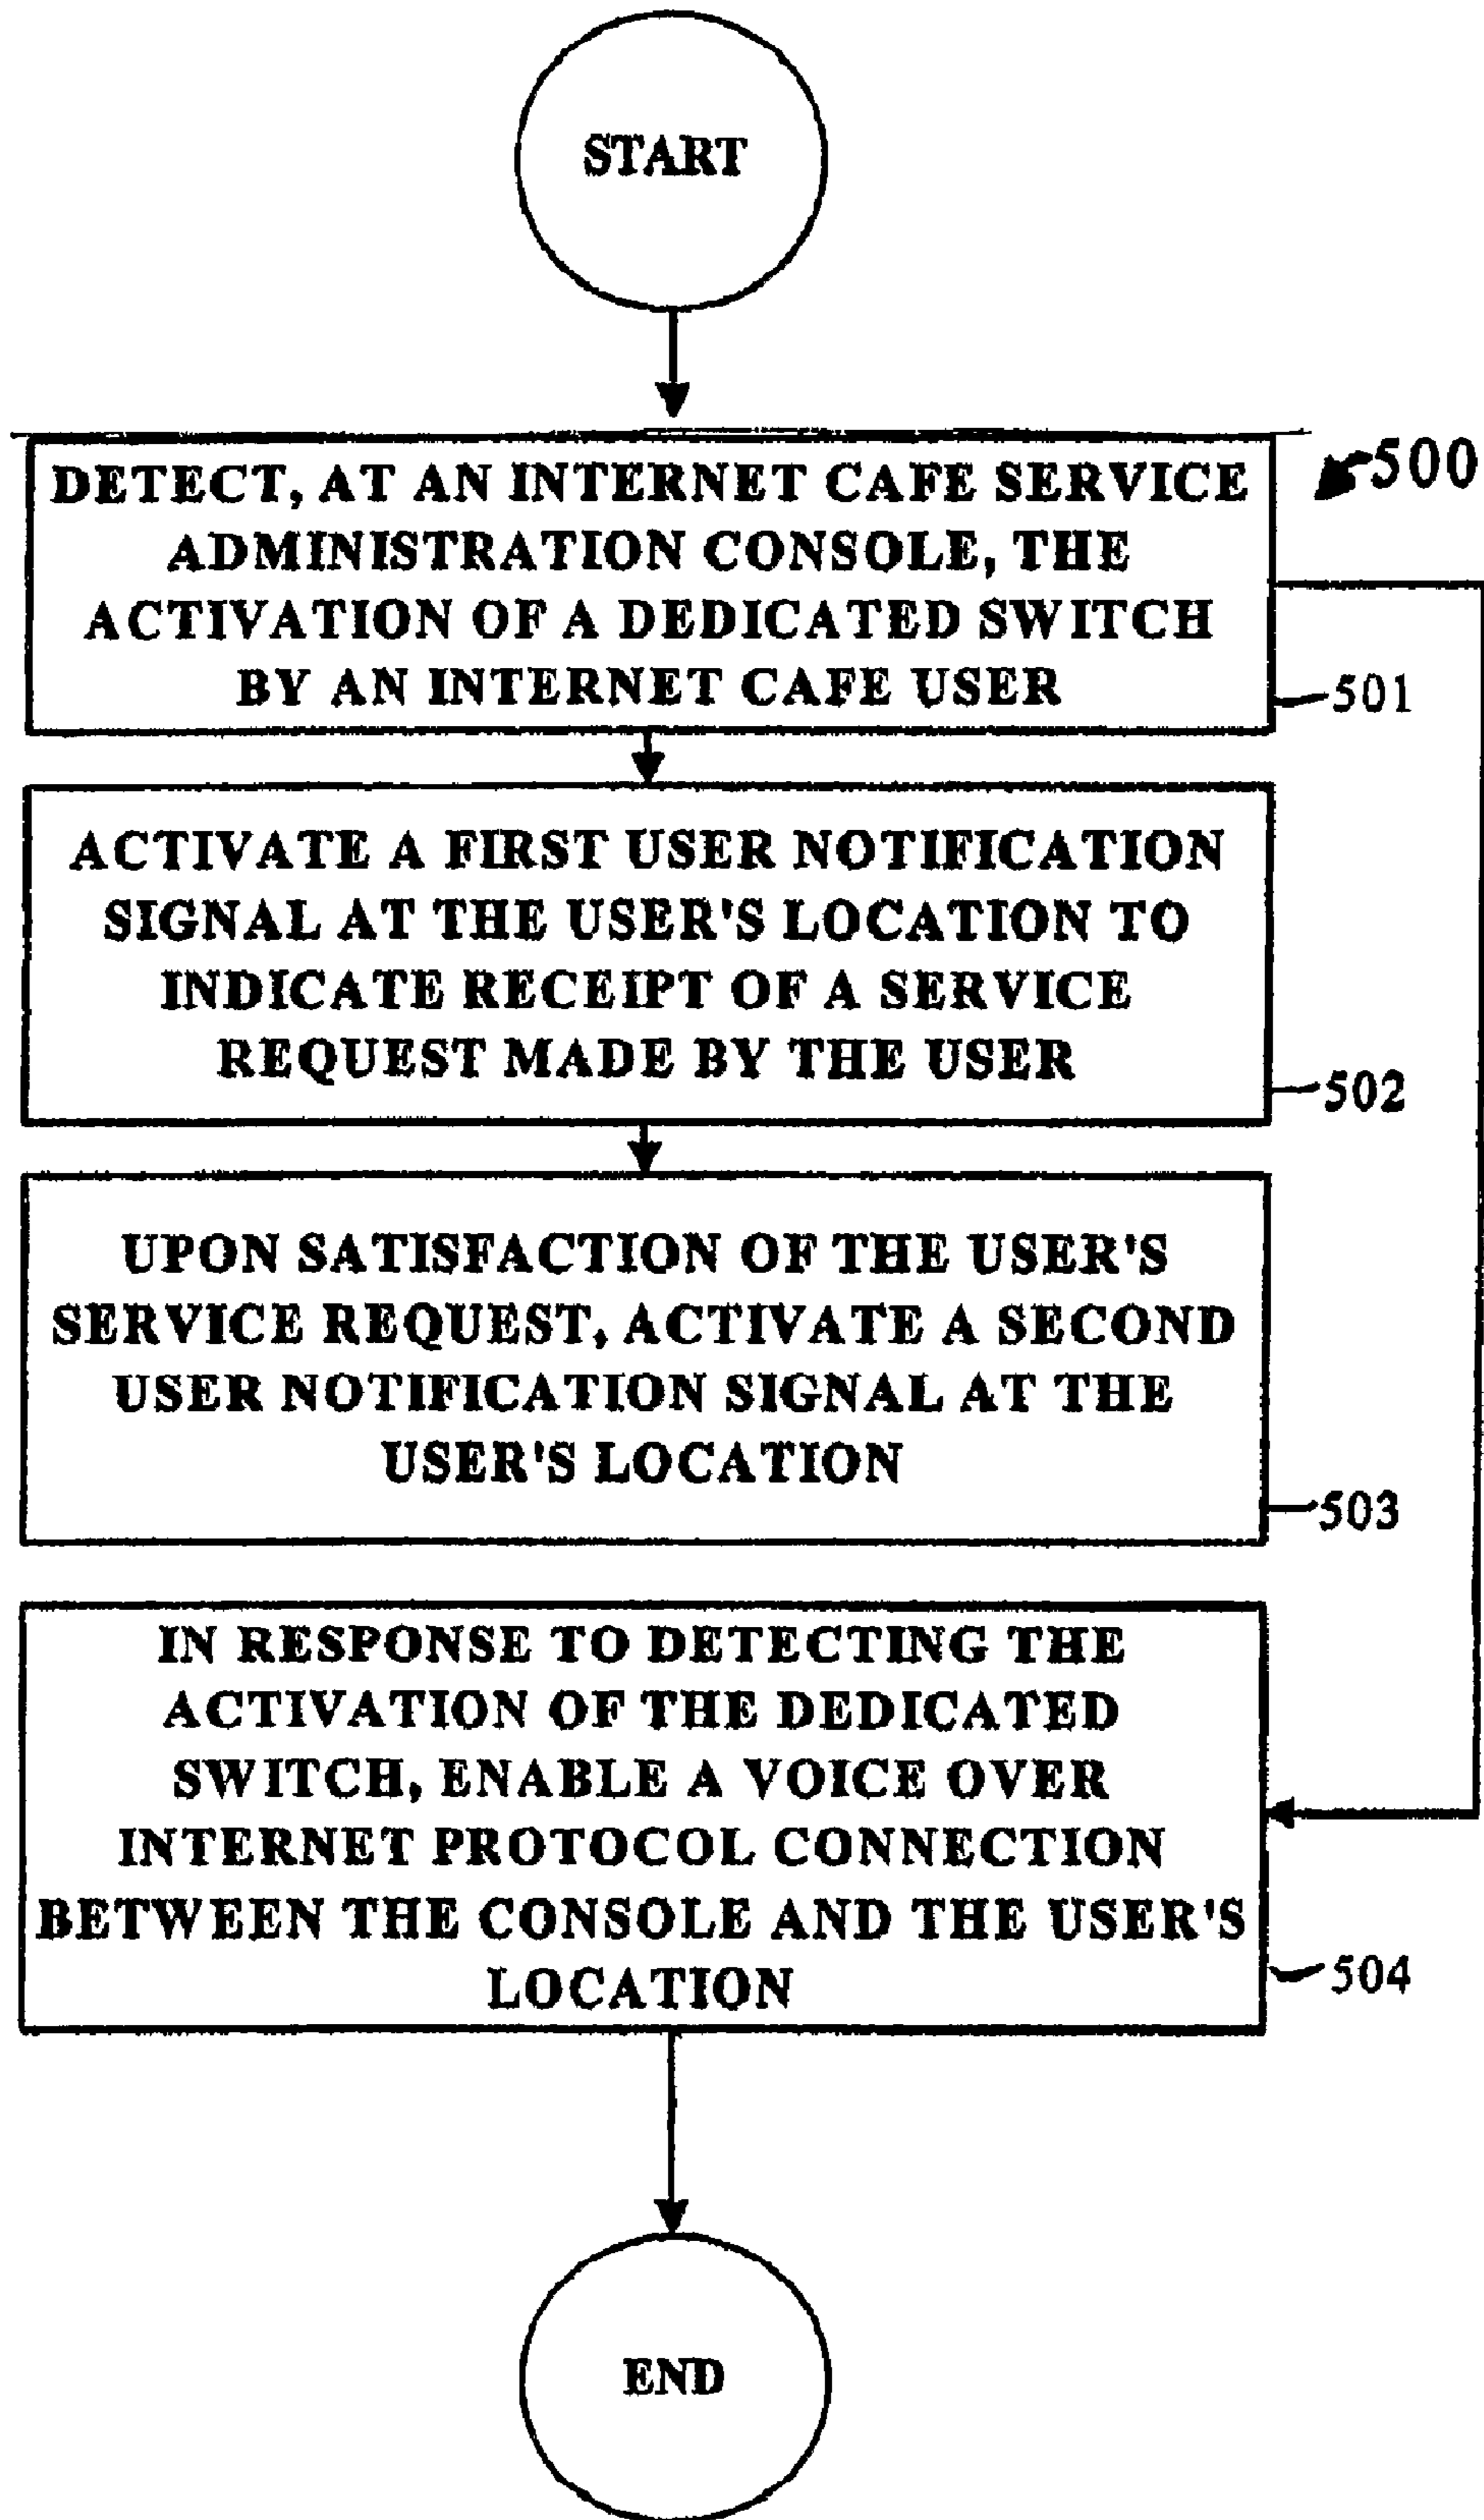 START
500
DETECT, AT AN INTERNET CAFE SERVICE
ADMINISTRATION CONSOLE, THE
ACTIVATION OF A DEDICATED SWITCH
BY AN INTERNET CAFE USER
501
ACTIVATE A FIRST USER NOTIFICATION
SIGNAL AT THE USER'S LOCATION TO
INDICATE RECEIPT OF A SERVICE
REQUEST MADE BY THE USER
502
UPON SATISFACTION OF THE USER'S
SERVICE REQUEST, ACTIVATE A SECOND
USER NOTIFICATION SIGNAL AT THE
USER'S LOCATION
503
IN RESPONSE TO DETECTING THE
ACTIVATION OF THE DEDICATED
SWITCH, ENABLE A VOICE OVER
INTERNET PROTOCOL CONNECTION
BETWEEN THE CONSOLE AND THE USER'S
LOCATION
504
END